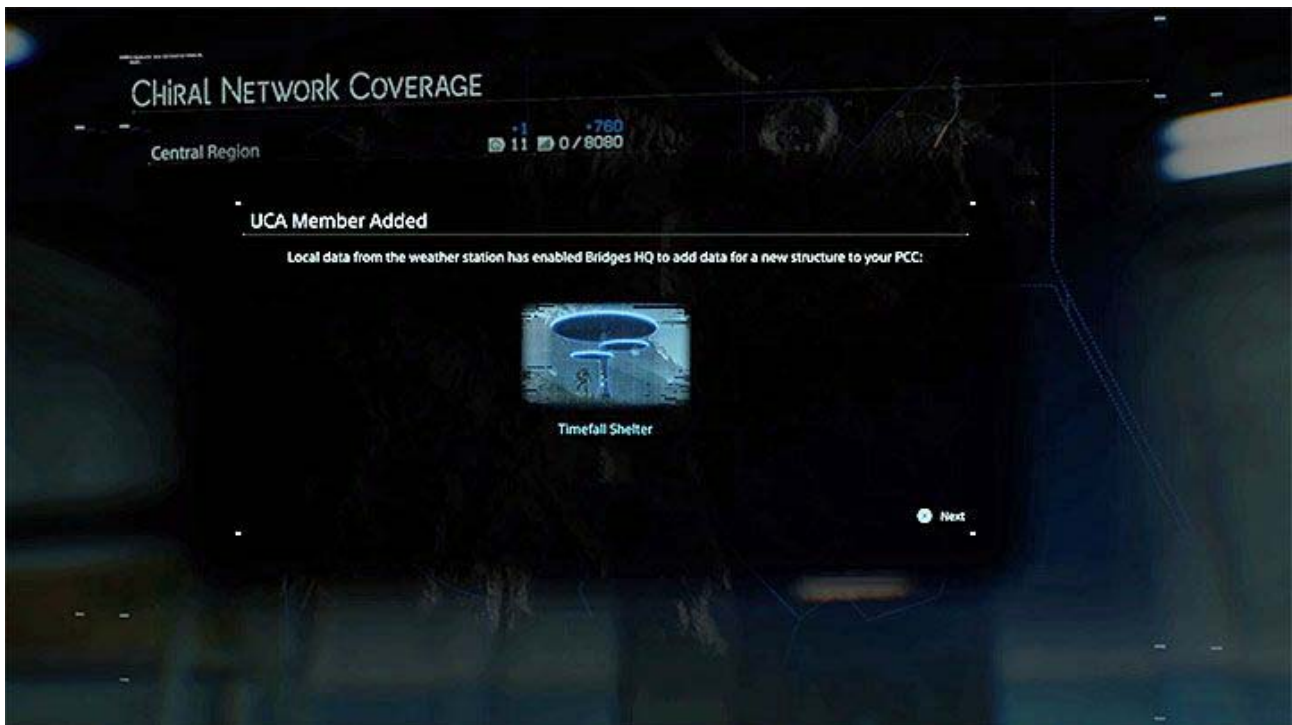 CHIRAL NETWORK COVERAGE
+1 +760
Central Region 11 0/8080
UCA Member Added
Local data from the weather station has enabled Bridges HQ to add data for a new structure to your PCC:
Timefall Shelter
Next